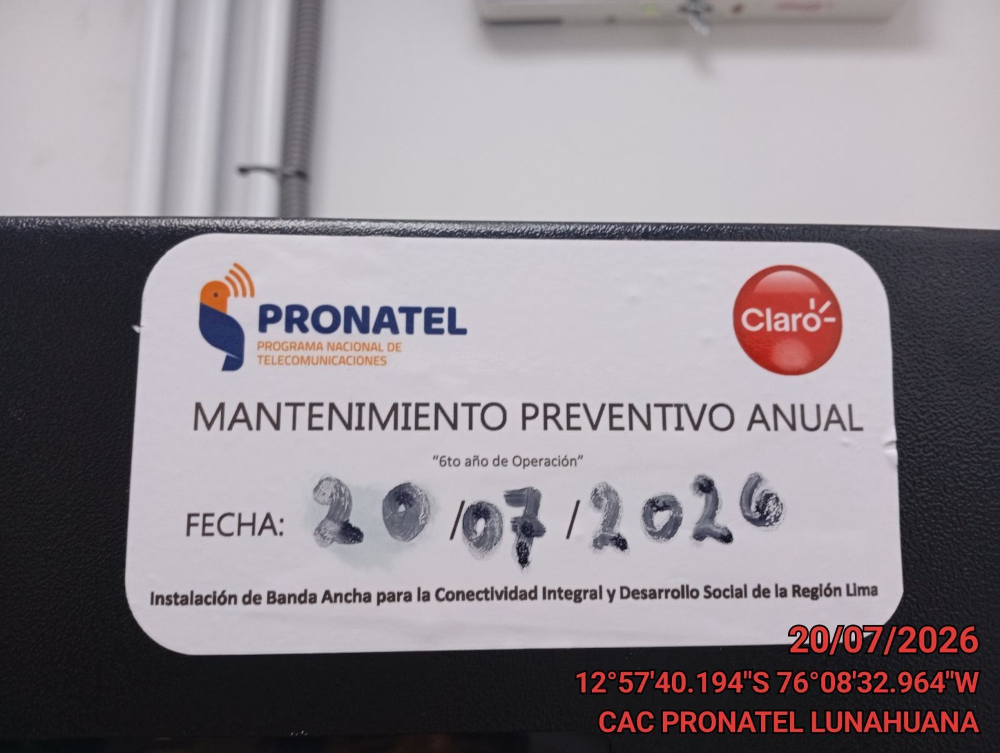 PRONATEL
PROGRAMA NACIONAL DE
TELECOMUNICACIONES
Claro
MANTENIMIENTO PREVENTIVO ANUAL
“6to año de Operación”
FECHA: 20/07/2026
Instalación de Banda Ancha para la Conectividad Integral y Desarrollo Social de la Región Lima
20/07/2026
12°57'40.194"S 76°08'32.964"W
CAC PRONATEL LUNAHUANA